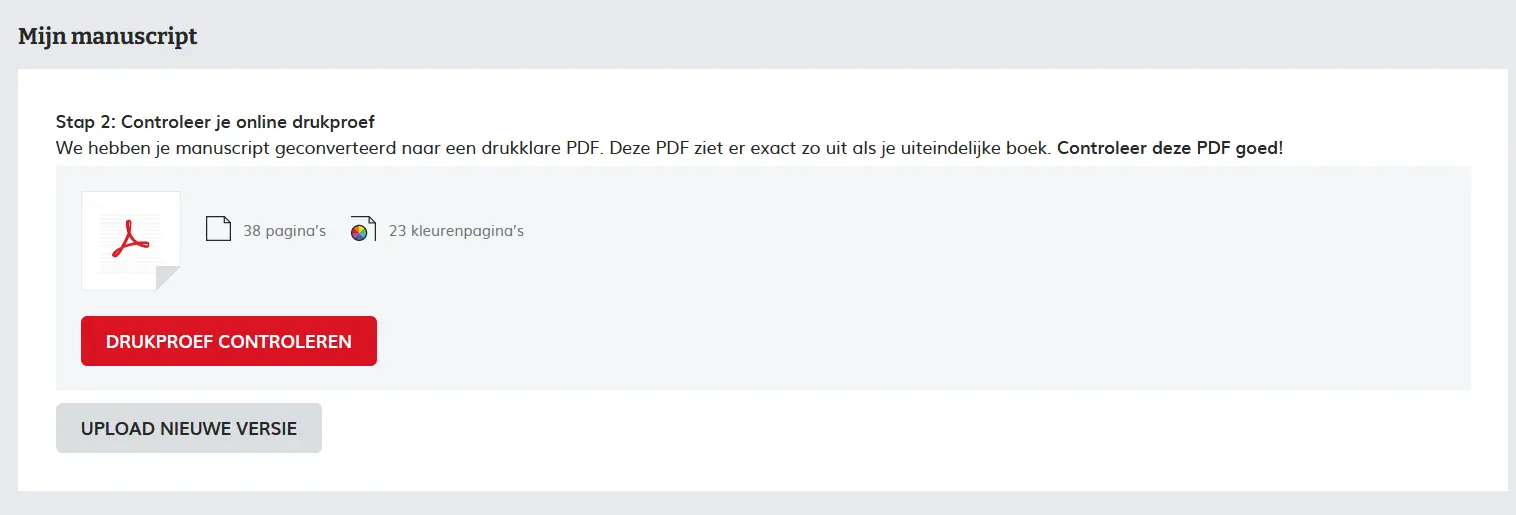 Mijn manuscript
Stap 2: Controleer je online drukproef
We hebben je manuscript geconverteerd naar een drukklare PDF. Deze PDF ziet er exact zo uit als je uiteindelijke boek. Controleer deze PDF goed!
38 pagina's 23 kleurenpagina's
DRUKPROEF CONTROLEREN
UPLOAD NIEUWE VERSIE